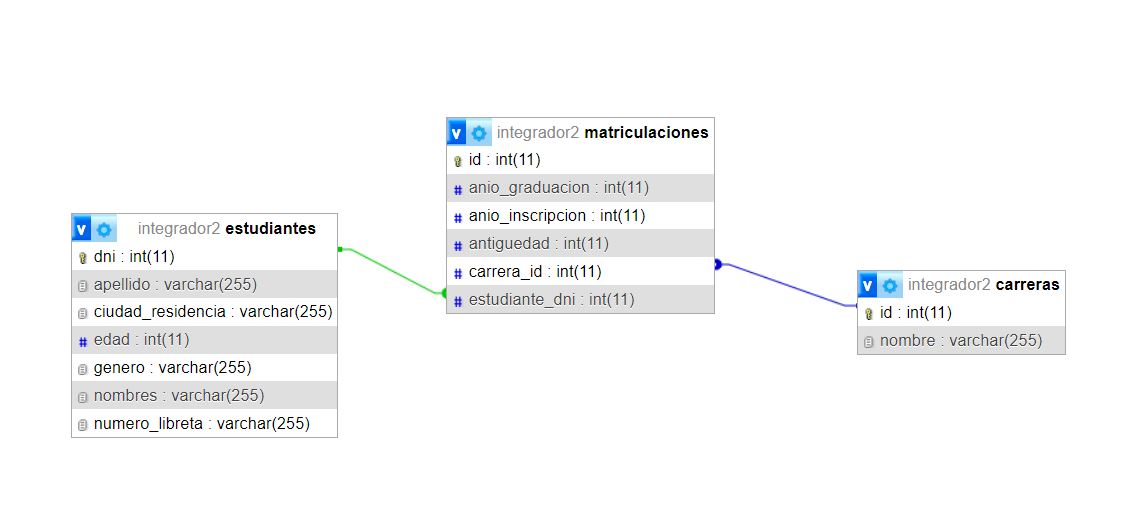 v integrador2 estudiantes
dni : int(11)
apellido : varchar(255)
ciudad_residencia : varchar(255)
# edad : int(11)
genero : varchar(255)
nombres : varchar(255)
numero_libreta : varchar(255)
v integrador2 matriculaciones
id : int(11)
# anio_graduacion : int(11)
# anio_inscripcion : int(11)
# antiguedad : int(11)
# carrera_id : int(11)
# estudiante_dni : int(11)
v integrador2 carreras
id : int(11)
nombre : varchar(255)